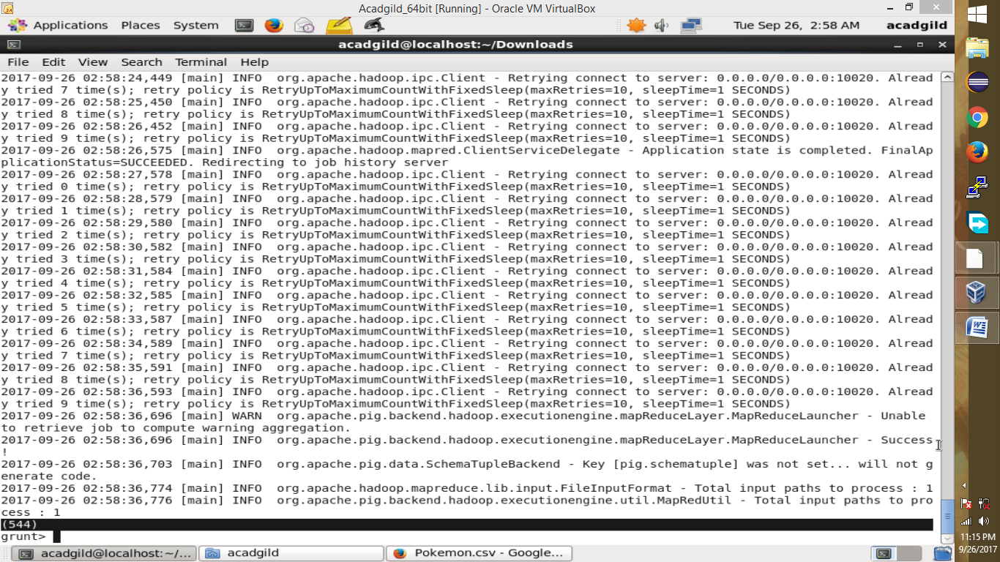 Acadgild_64bit [Running] - Oracle VM VirtualBox
Applications Places System Tue Sep 26, 2:58 AM acadgild
acadgild@localhost:~/Downloads
File Edit View Search Terminal Help
2017-09-26 02:58:24,449 [main] INFO  org.apache.hadoop.ipc.Client - Retrying connect to server: 0.0.0.0/0.0.0.0:10020. Alread
y tried 7 time(s); retry policy is RetryUpToMaximumCountWithFixedSleep(maxRetries=10, sleepTime=1 SECONDS)
2017-09-26 02:58:25,450 [main] INFO  org.apache.hadoop.ipc.Client - Retrying connect to server: 0.0.0.0/0.0.0.0:10020. Alread
y tried 8 time(s); retry policy is RetryUpToMaximumCountWithFixedSleep(maxRetries=10, sleepTime=1 SECONDS)
2017-09-26 02:58:26,452 [main] INFO  org.apache.hadoop.ipc.Client - Retrying connect to server: 0.0.0.0/0.0.0.0:10020. Alread
y tried 9 time(s); retry policy is RetryUpToMaximumCountWithFixedSleep(maxRetries=10, sleepTime=1 SECONDS)
2017-09-26 02:58:26,575 [main] INFO  org.apache.hadoop.mapred.ClientServiceDelegate - Application state is completed. FinalAp
plicationStatus=SUCCEEDED. Redirecting to job history server
2017-09-26 02:58:27,578 [main] INFO  org.apache.hadoop.ipc.Client - Retrying connect to server: 0.0.0.0/0.0.0.0:10020. Alread
y tried 0 time(s); retry policy is RetryUpToMaximumCountWithFixedSleep(maxRetries=10, sleepTime=1 SECONDS)
2017-09-26 02:58:28,579 [main] INFO  org.apache.hadoop.ipc.Client - Retrying connect to server: 0.0.0.0/0.0.0.0:10020. Alread
y tried 1 time(s); retry policy is RetryUpToMaximumCountWithFixedSleep(maxRetries=10, sleepTime=1 SECONDS)
2017-09-26 02:58:29,580 [main] INFO  org.apache.hadoop.ipc.Client - Retrying connect to server: 0.0.0.0/0.0.0.0:10020. Alread
y tried 2 time(s); retry policy is RetryUpToMaximumCountWithFixedSleep(maxRetries=10, sleepTime=1 SECONDS)
2017-09-26 02:58:30,582 [main] INFO  org.apache.hadoop.ipc.Client - Retrying connect to server: 0.0.0.0/0.0.0.0:10020. Alread
y tried 3 time(s); retry policy is RetryUpToMaximumCountWithFixedSleep(maxRetries=10, sleepTime=1 SECONDS)
2017-09-26 02:58:31,584 [main] INFO  org.apache.hadoop.ipc.Client - Retrying connect to server: 0.0.0.0/0.0.0.0:10020. Alread
y tried 4 time(s); retry policy is RetryUpToMaximumCountWithFixedSleep(maxRetries=10, sleepTime=1 SECONDS)
2017-09-26 02:58:32,585 [main] INFO  org.apache.hadoop.ipc.Client - Retrying connect to server: 0.0.0.0/0.0.0.0:10020. Alread
y tried 5 time(s); retry policy is RetryUpToMaximumCountWithFixedSleep(maxRetries=10, sleepTime=1 SECONDS)
2017-09-26 02:58:33,587 [main] INFO  org.apache.hadoop.ipc.Client - Retrying connect to server: 0.0.0.0/0.0.0.0:10020. Alread
y tried 6 time(s); retry policy is RetryUpToMaximumCountWithFixedSleep(maxRetries=10, sleepTime=1 SECONDS)
2017-09-26 02:58:34,589 [main] INFO  org.apache.hadoop.ipc.Client - Retrying connect to server: 0.0.0.0/0.0.0.0:10020. Alread
y tried 7 time(s); retry policy is RetryUpToMaximumCountWithFixedSleep(maxRetries=10, sleepTime=1 SECONDS)
2017-09-26 02:58:35,591 [main] INFO  org.apache.hadoop.ipc.Client - Retrying connect to server: 0.0.0.0/0.0.0.0:10020. Alread
y tried 8 time(s); retry policy is RetryUpToMaximumCountWithFixedSleep(maxRetries=10, sleepTime=1 SECONDS)
2017-09-26 02:58:36,593 [main] INFO  org.apache.hadoop.ipc.Client - Retrying connect to server: 0.0.0.0/0.0.0.0:10020. Alread
y tried 9 time(s); retry policy is RetryUpToMaximumCountWithFixedSleep(maxRetries=10, sleepTime=1 SECONDS)
2017-09-26 02:58:36,696 [main] WARN  org.apache.pig.backend.hadoop.executionengine.mapReduceLayer.MapReduceLauncher - Unable
to retrieve job to compute warning aggregation.
2017-09-26 02:58:36,696 [main] INFO  org.apache.pig.backend.hadoop.executionengine.mapReduceLayer.MapReduceLauncher - Success
!
2017-09-26 02:58:36,703 [main] INFO  org.apache.pig.data.SchemaTupleBackend - Key [pig.schematuple] was not set... will not g
enerate code.
2017-09-26 02:58:36,774 [main] INFO  org.apache.hadoop.mapreduce.lib.input.FileInputFormat - Total input paths to process : 1
2017-09-26 02:58:36,776 [main] INFO  org.apache.pig.backend.hadoop.executionengine.util.MapRedUtil - Total input paths to pro
cess : 1
(544)
grunt>
acadgild@localhost:~/... acadgild Pokemon.csv - Google...
11:15 PM
9/26/2017